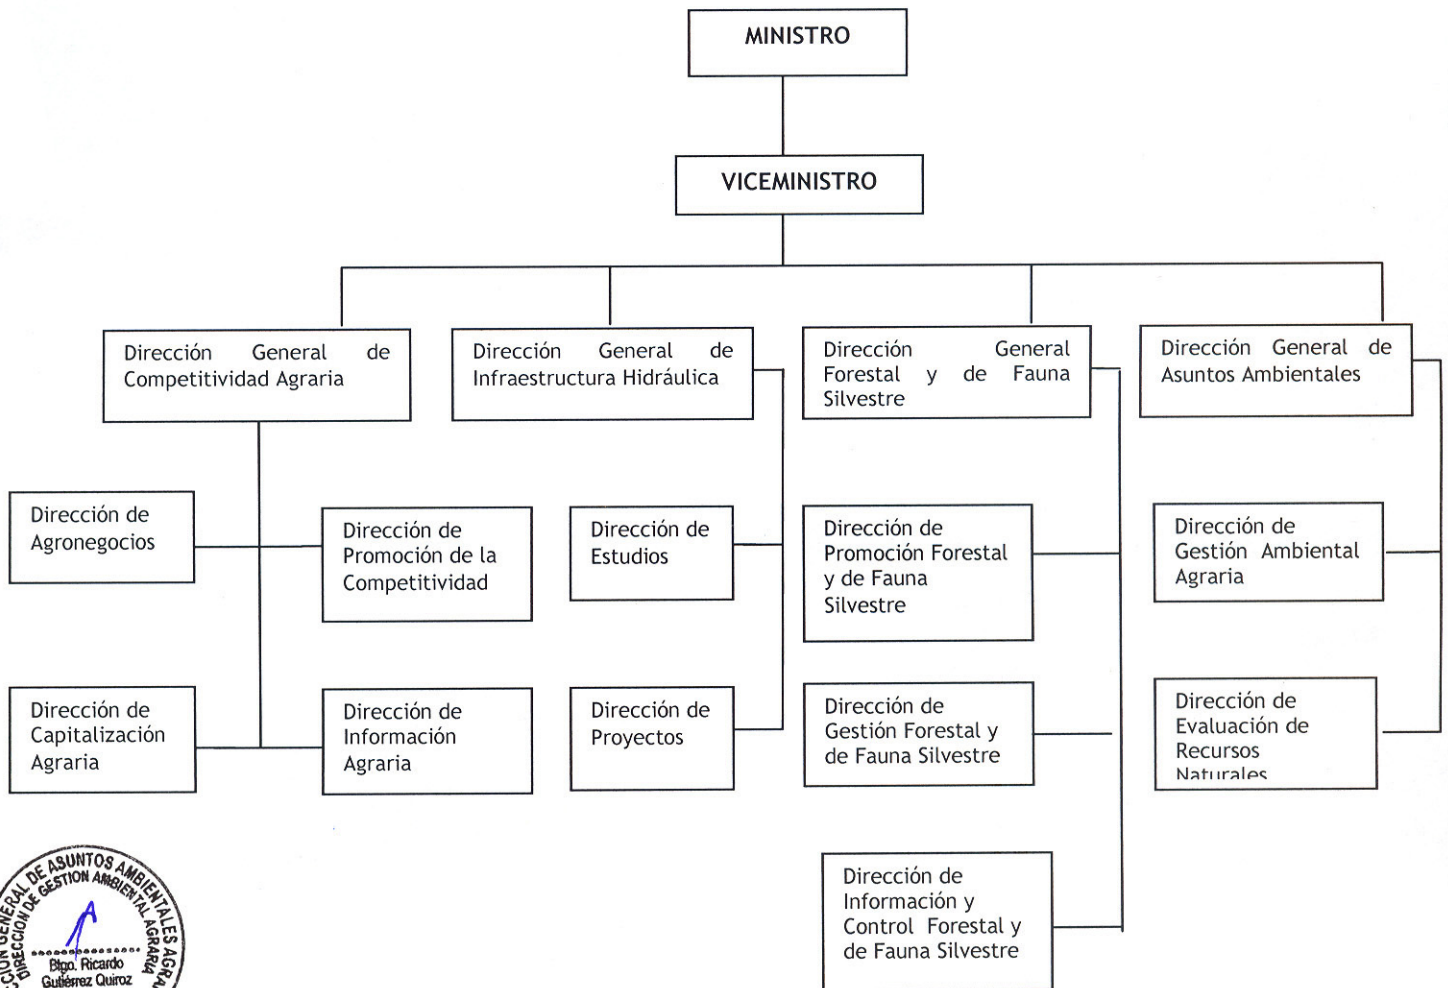 MINISTRO
VICEMINISTRO
Dirección General de
Competitividad Agraria
Dirección General de
Infraestructura Hidráulica
Dirección General
Forestal y de Fauna
Silvestre
Dirección General de
Asuntos Ambientales
Dirección de
Agronegocios
Dirección de
Promoción de la
Competitividad
Dirección de
Estudios
Dirección de
Promoción Forestal
y de Fauna
Silvestre
Dirección de
Gestión Ambiental
Agraria
Dirección de
Capitalización
Agraria
Dirección de
Información
Agraria
Dirección de
Proyectos
Dirección de
Gestión Forestal y
de Fauna Silvestre
Dirección de
Evaluación de
Recursos
Naturales
Dirección de
Información y
Control Forestal y
de Fauna Silvestre
GENERAL DE ASUNTOS AMBIENTALES
DIRECCION DE GESTION AMBIENTAL AGRARIA
Blgo. Ricardo
Gutiérrez Quiroz